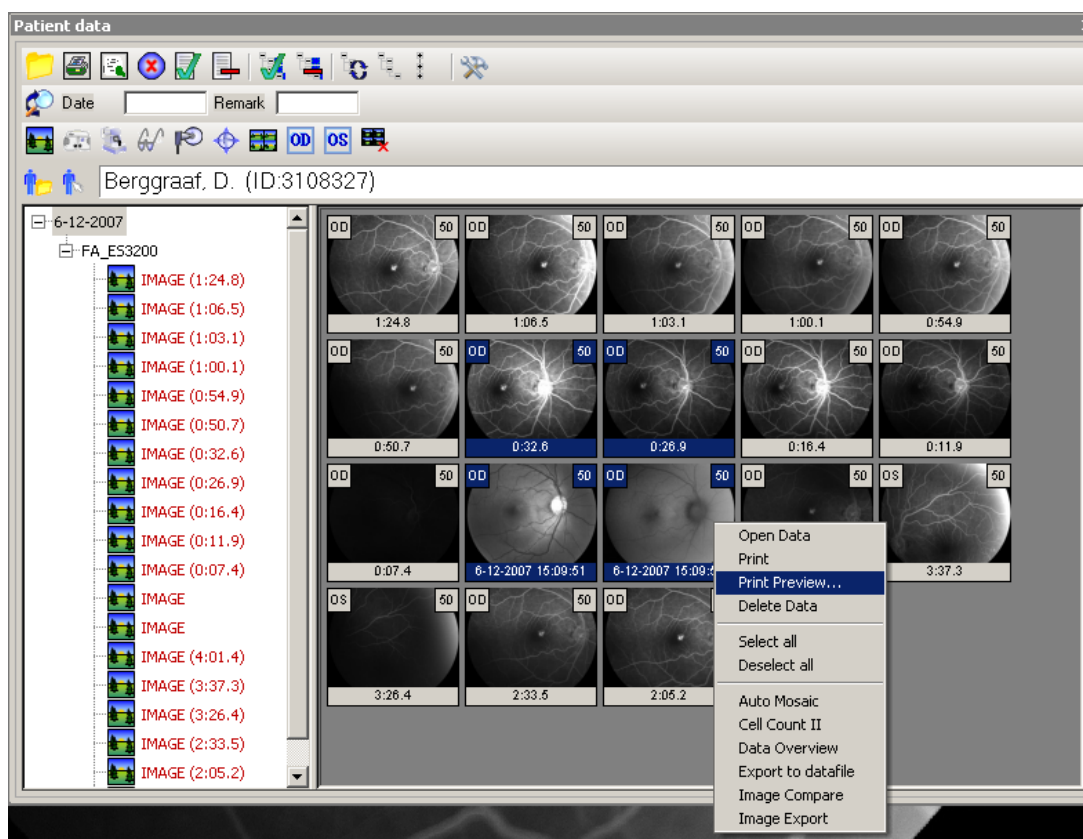 Patient data
Date
Remark
OD
OS
Berggraaf, D. (ID:3108327)
6-12-2007
FA_ES3200
IMAGE (1:24.8)
IMAGE (1:06.5)
IMAGE (1:03.1)
IMAGE (1:00.1)
IMAGE (0:54.9)
IMAGE (0:50.7)
IMAGE (0:32.6)
IMAGE (0:26.9)
IMAGE (0:16.4)
IMAGE (0:11.9)
IMAGE (0:07.4)
IMAGE
IMAGE
IMAGE (4:01.4)
IMAGE (3:37.3)
IMAGE (3:26.4)
IMAGE (2:33.5)
IMAGE (2:05.2)
OD 50 OD 50 OD 50 OD 50 OD 50
1:24.8 1:06.5 1:03.1 1:00.1 0:54.9
OD 50 OD 50 OD 50 OD 50 OD 50
0:50.7 0:32.6 0:26.9 0:16.4 0:11.9
OD 50 OD 50 OD 50 OD 50 OS 50
0:07.4 6-12-2007 15:09:51 6-12-2007 15:09: 3:37.3
OS 50 OD 50 OD
3:26.4 2:33.5 2:05.2
Open Data
Print
Print Preview...
Delete Data
Select all
Deselect all
Auto Mosaic
Cell Count II
Data Overview
Export to datafile
Image Compare
Image Export